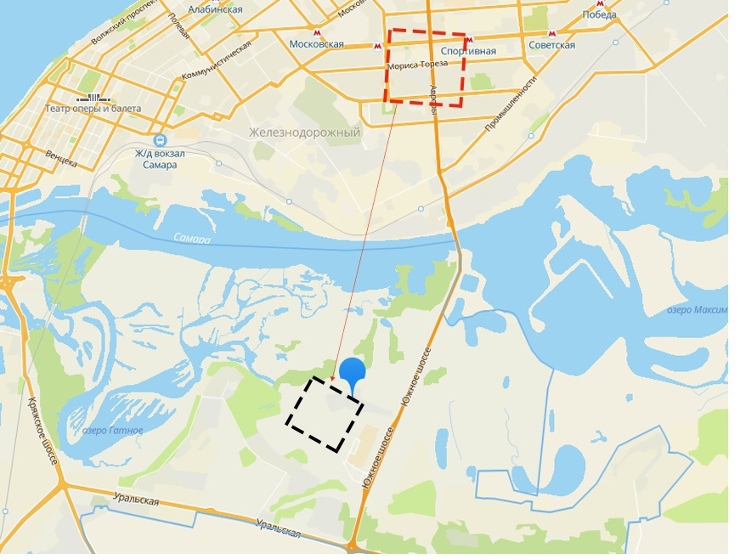 Алабинская
Волжский проспект
Полевая
Московс
Победа
М
М
М
М
М
Московская
Спортивная
Советская
Коммунистическая
Мориса Тореза
Авроры
Промышленности
Театр оперы и балета
Железнодорожный
Венцека
Ж/д вокзал
Самара
Самара
озеро Максим
Южное шоссе
Кряжское шоссе
озеро Гатное
Южное шоссе
Уральская
Уральская